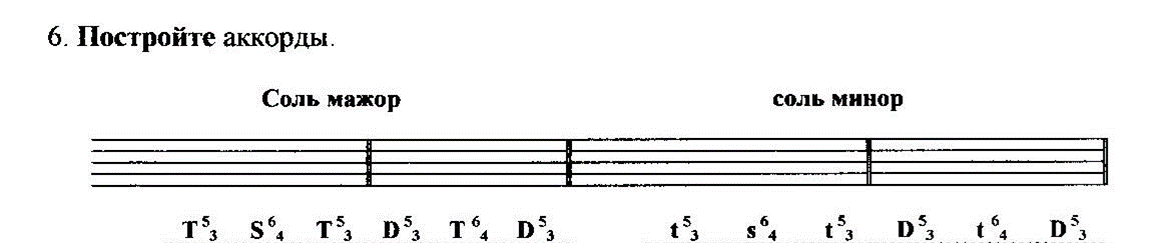 6. Постройте аккорды.
Соль мажор соль минор
T⁵₃ S⁶₄ T⁵₃ D⁵₃ T⁶₄ D⁵₃ t⁵₃ s⁶₄ t⁵₃ D⁵₃ t⁶₄ D⁵₃